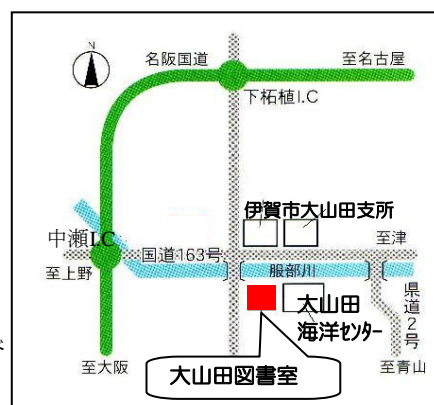 N
名阪国道
至名古屋
下柘植I.C
伊賀市大山田支所
中瀬I.C
国道163号
至津
至上野
服部川
県道2号
大山田
海洋センター
至大阪
大山田図書室
至青山